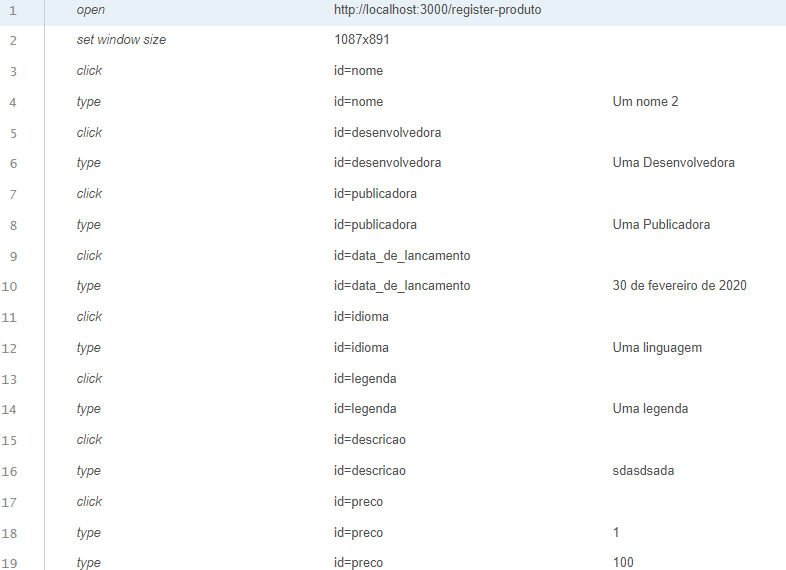 1 open http://localhost:3000/register-produto
2 set window size 1087x891
3 click id=nome
4 type id=nome Um nome 2
5 click id=desenvolvedora
6 type id=desenvolvedora Uma Desenvolvedora
7 click id=publicadora
8 type id=publicadora Uma Publicadora
9 click id=data_de_lancamento
10 type id=data_de_lancamento 30 de fevereiro de 2020
11 click id=idioma
12 type id=idioma Uma linguagem
13 click id=legenda
14 type id=legenda Uma legenda
15 click id=descricao
16 type id=descricao sdasdsada
17 click id=preco
18 type id=preco 1
19 type id=preco 100